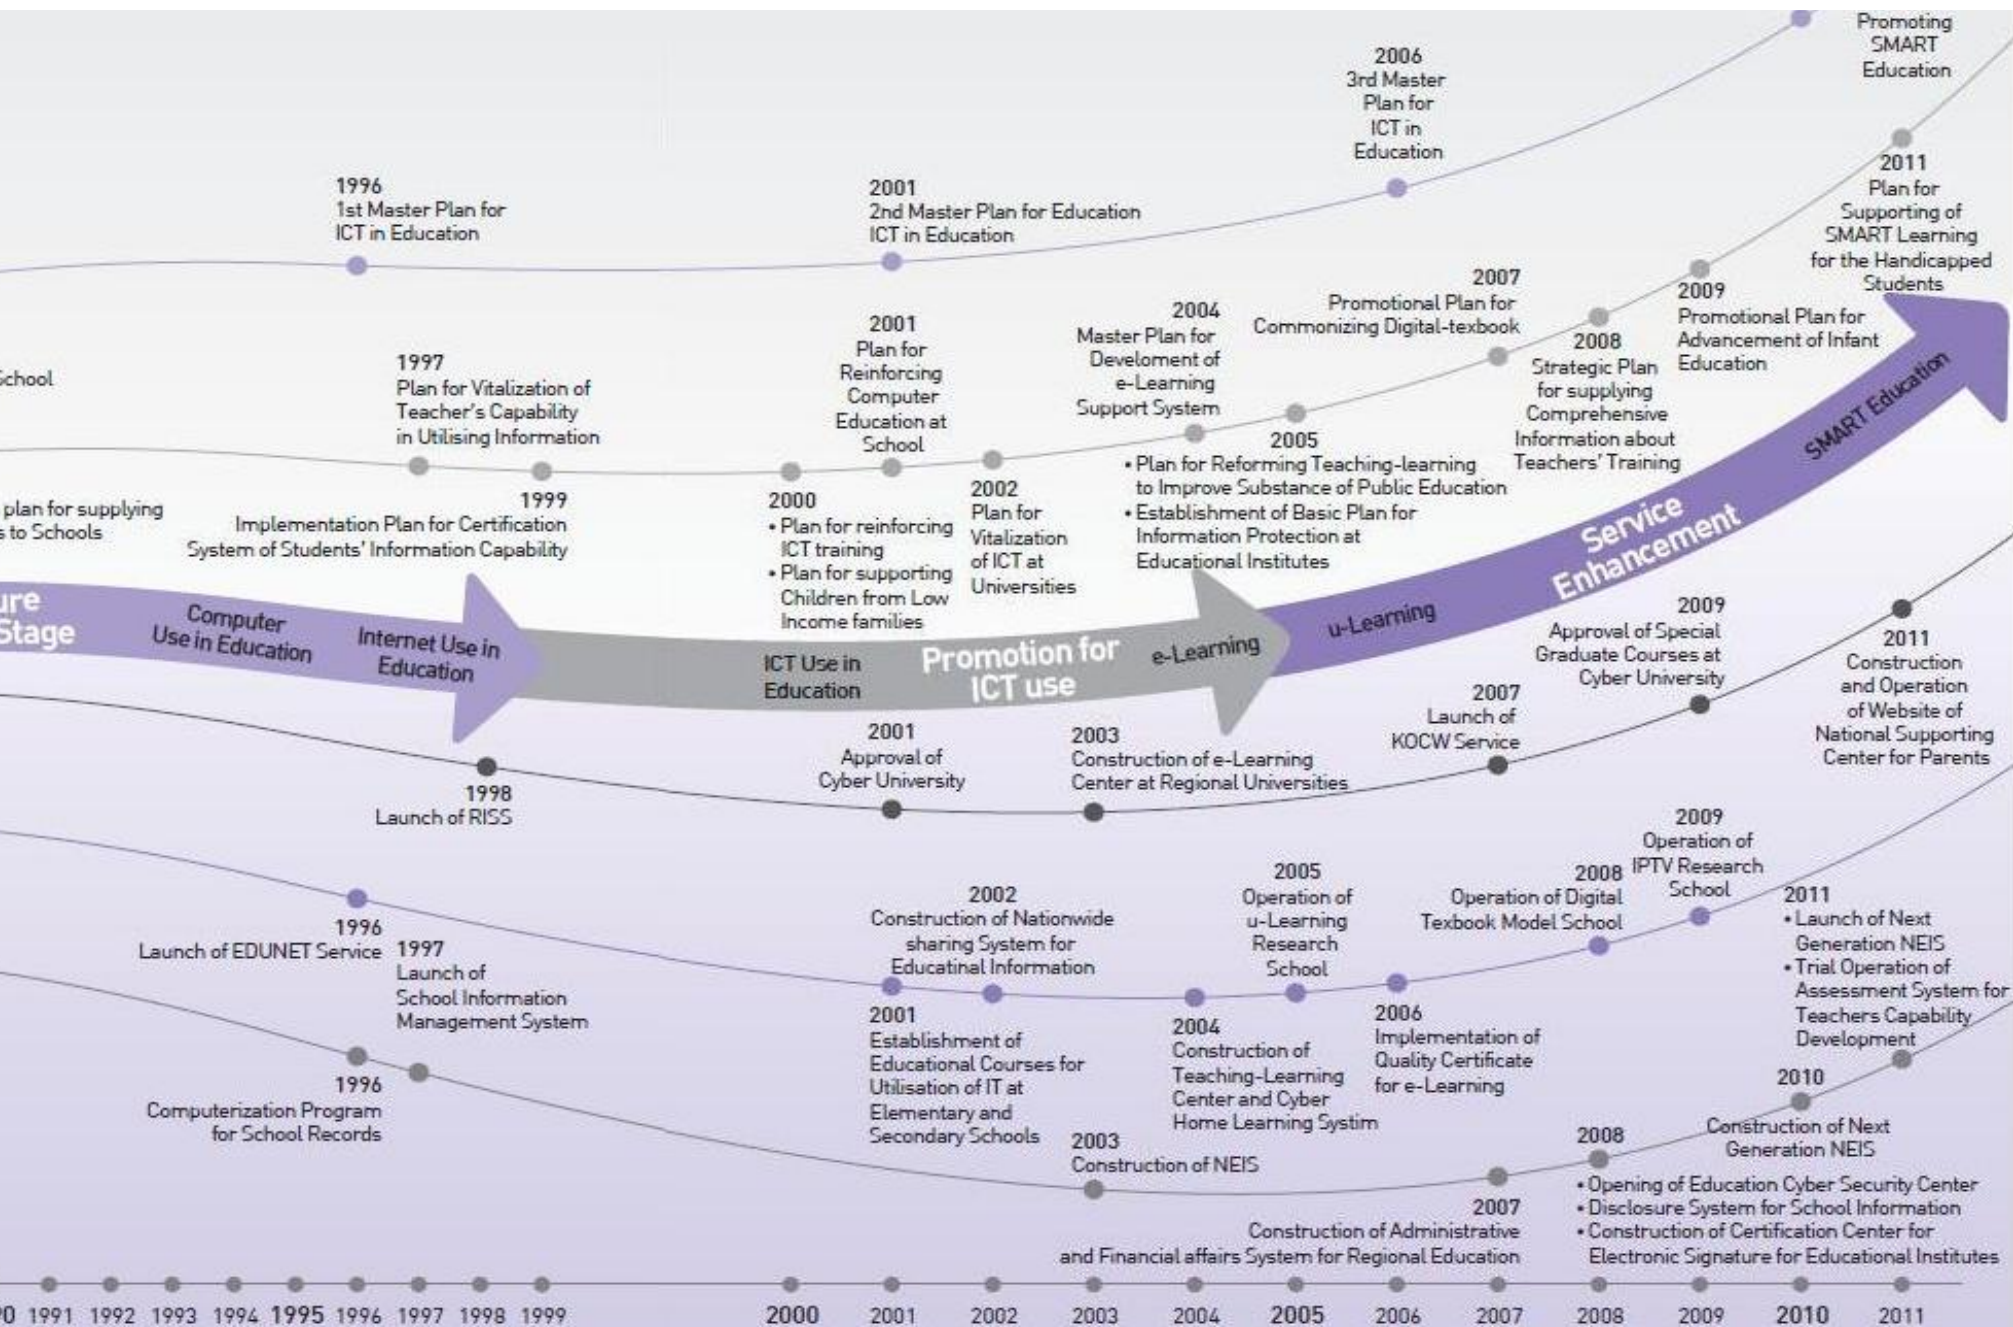 Promoting
SMART
Education
2006
3rd Master
Plan for
ICT in
Education
1996
1st Master Plan for
ICT in Education
2001
2nd Master Plan for Education
ICT in Education
2011
Plan for
Supporting of
SMART Learning
for the Handicapped
Students
School
1997
Plan for Vitalization of
Teacher's Capability
in Utilising Information
2001
Plan for
Reinforcing
Computer
Education at
School
2004
Master Plan for
Develoment of
e-Learning
Support System
2007
Promotional Plan for
Commonizing Digital-texbook
2008
Strategic Plan
for supplying
Comprehensive
Information about
Teachers' Training
2009
Promotional Plan for
Advancement of Infant
Education
plan for supplying
s to Schools
1999
Implementation Plan for Certification
System of Students' Information Capability
2000
• Plan for reinforcing
ICT training
• Plan for supporting
Children from Low
Income families
2002
Plan for
Vitalization
of ICT at
Universities
2005
• Plan for Reforming Teaching-learning
to Improve Substance of Public Education
• Establishment of Basic Plan for
Information Protection at
Educational Institutes
ure
Stage
Computer
Use in Education
Internet Use in
Education
ICT Use in
Education
Promotion for
ICT use
e-Learning
u-Learning
Service
Enhancement
SMART Education
1998
Launch of RISS
2001
Approval of
Cyber University
2003
Construction of e-Learning
Center at Regional Universities
2007
Launch of
KOCW Service
2009
Approval of Special
Graduate Courses at
Cyber University
2011
Construction
and Operation
of Website of
National Supporting
Center for Parents
1996
Launch of EDUNET Service
2001
Establishment of
Educational Courses for
Utilisation of IT at
Elementary and
Secondary Schools
2002
Construction of Nationwide
sharing System for
Educatinal Information
2004
Construction of
Teaching-Learning
Center and Cyber
Home Learning Systim
2005
Operation of
u-Learning
Research
School
2006
Implementation of
Quality Certificate
for e-Learning
2008
Operation of Digital
Texbook Model School
2009
Operation of
IPTV Research
School
1996
Computerization Program
for School Records
1997
Launch of
School Information
Management System
2003
Construction of NEIS
2007
Construction of Administrative
and Financial affairs System for Regional Education
2008
• Opening of Education Cyber Security Center
• Disclosure System for School Information
• Construction of Certification Center for
Electronic Signature for Educational Institutes
2010
Construction of Next
Generation NEIS
2011
• Launch of Next
Generation NEIS
• Trial Operation of
Assessment System for
Teachers Capability
Development
0 1991 1992 1993 1994 1995 1996 1997 1998 1999 2000 2001 2002 2003 2004 2005 2006 2007 2008 2009 2010 2011